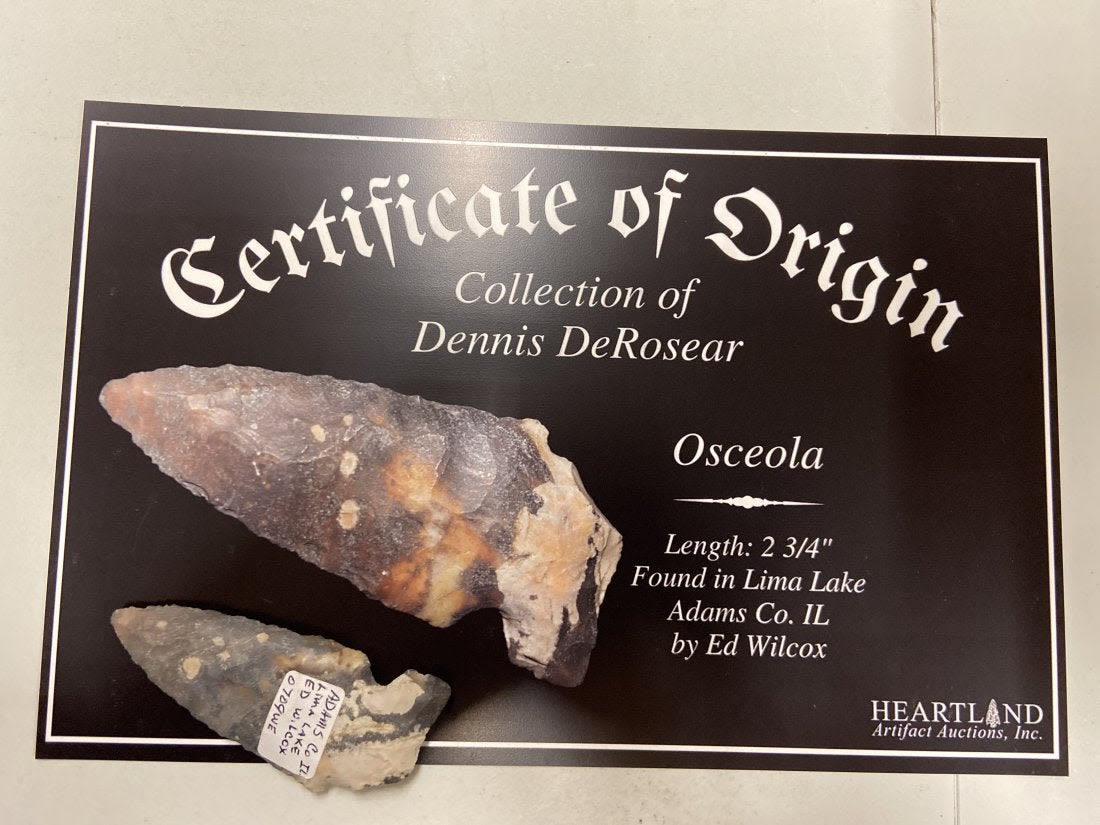 Certificate of Origin
Collection of
Dennis DeRosear
Osceola
Length: 2 3/4"
Found in Lima Lake
Adams Co. IL
by Ed Wilcox
HEARTLAND
Artifact Auctions, Inc.
ADAMS Co IL
LIMA LAKE
ED WILCOX
0709WE